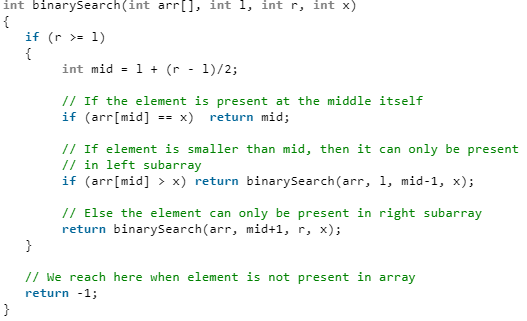 int binarySearch(int arr[], int l, int r, int x)
{
if (r >= l)
{
int mid = l + (r - l)/2;
// If the element is present at the middle itself
if (arr[mid] == x) return mid;
// If element is smaller than mid, then it can only be present
// in left subarray
if (arr[mid] > x) return binarySearch(arr, l, mid-1, x);
// Else the element can only be present in right subarray
return binarySearch(arr, mid+1, r, x);
}
// We reach here when element is not present in array
return -1;
}